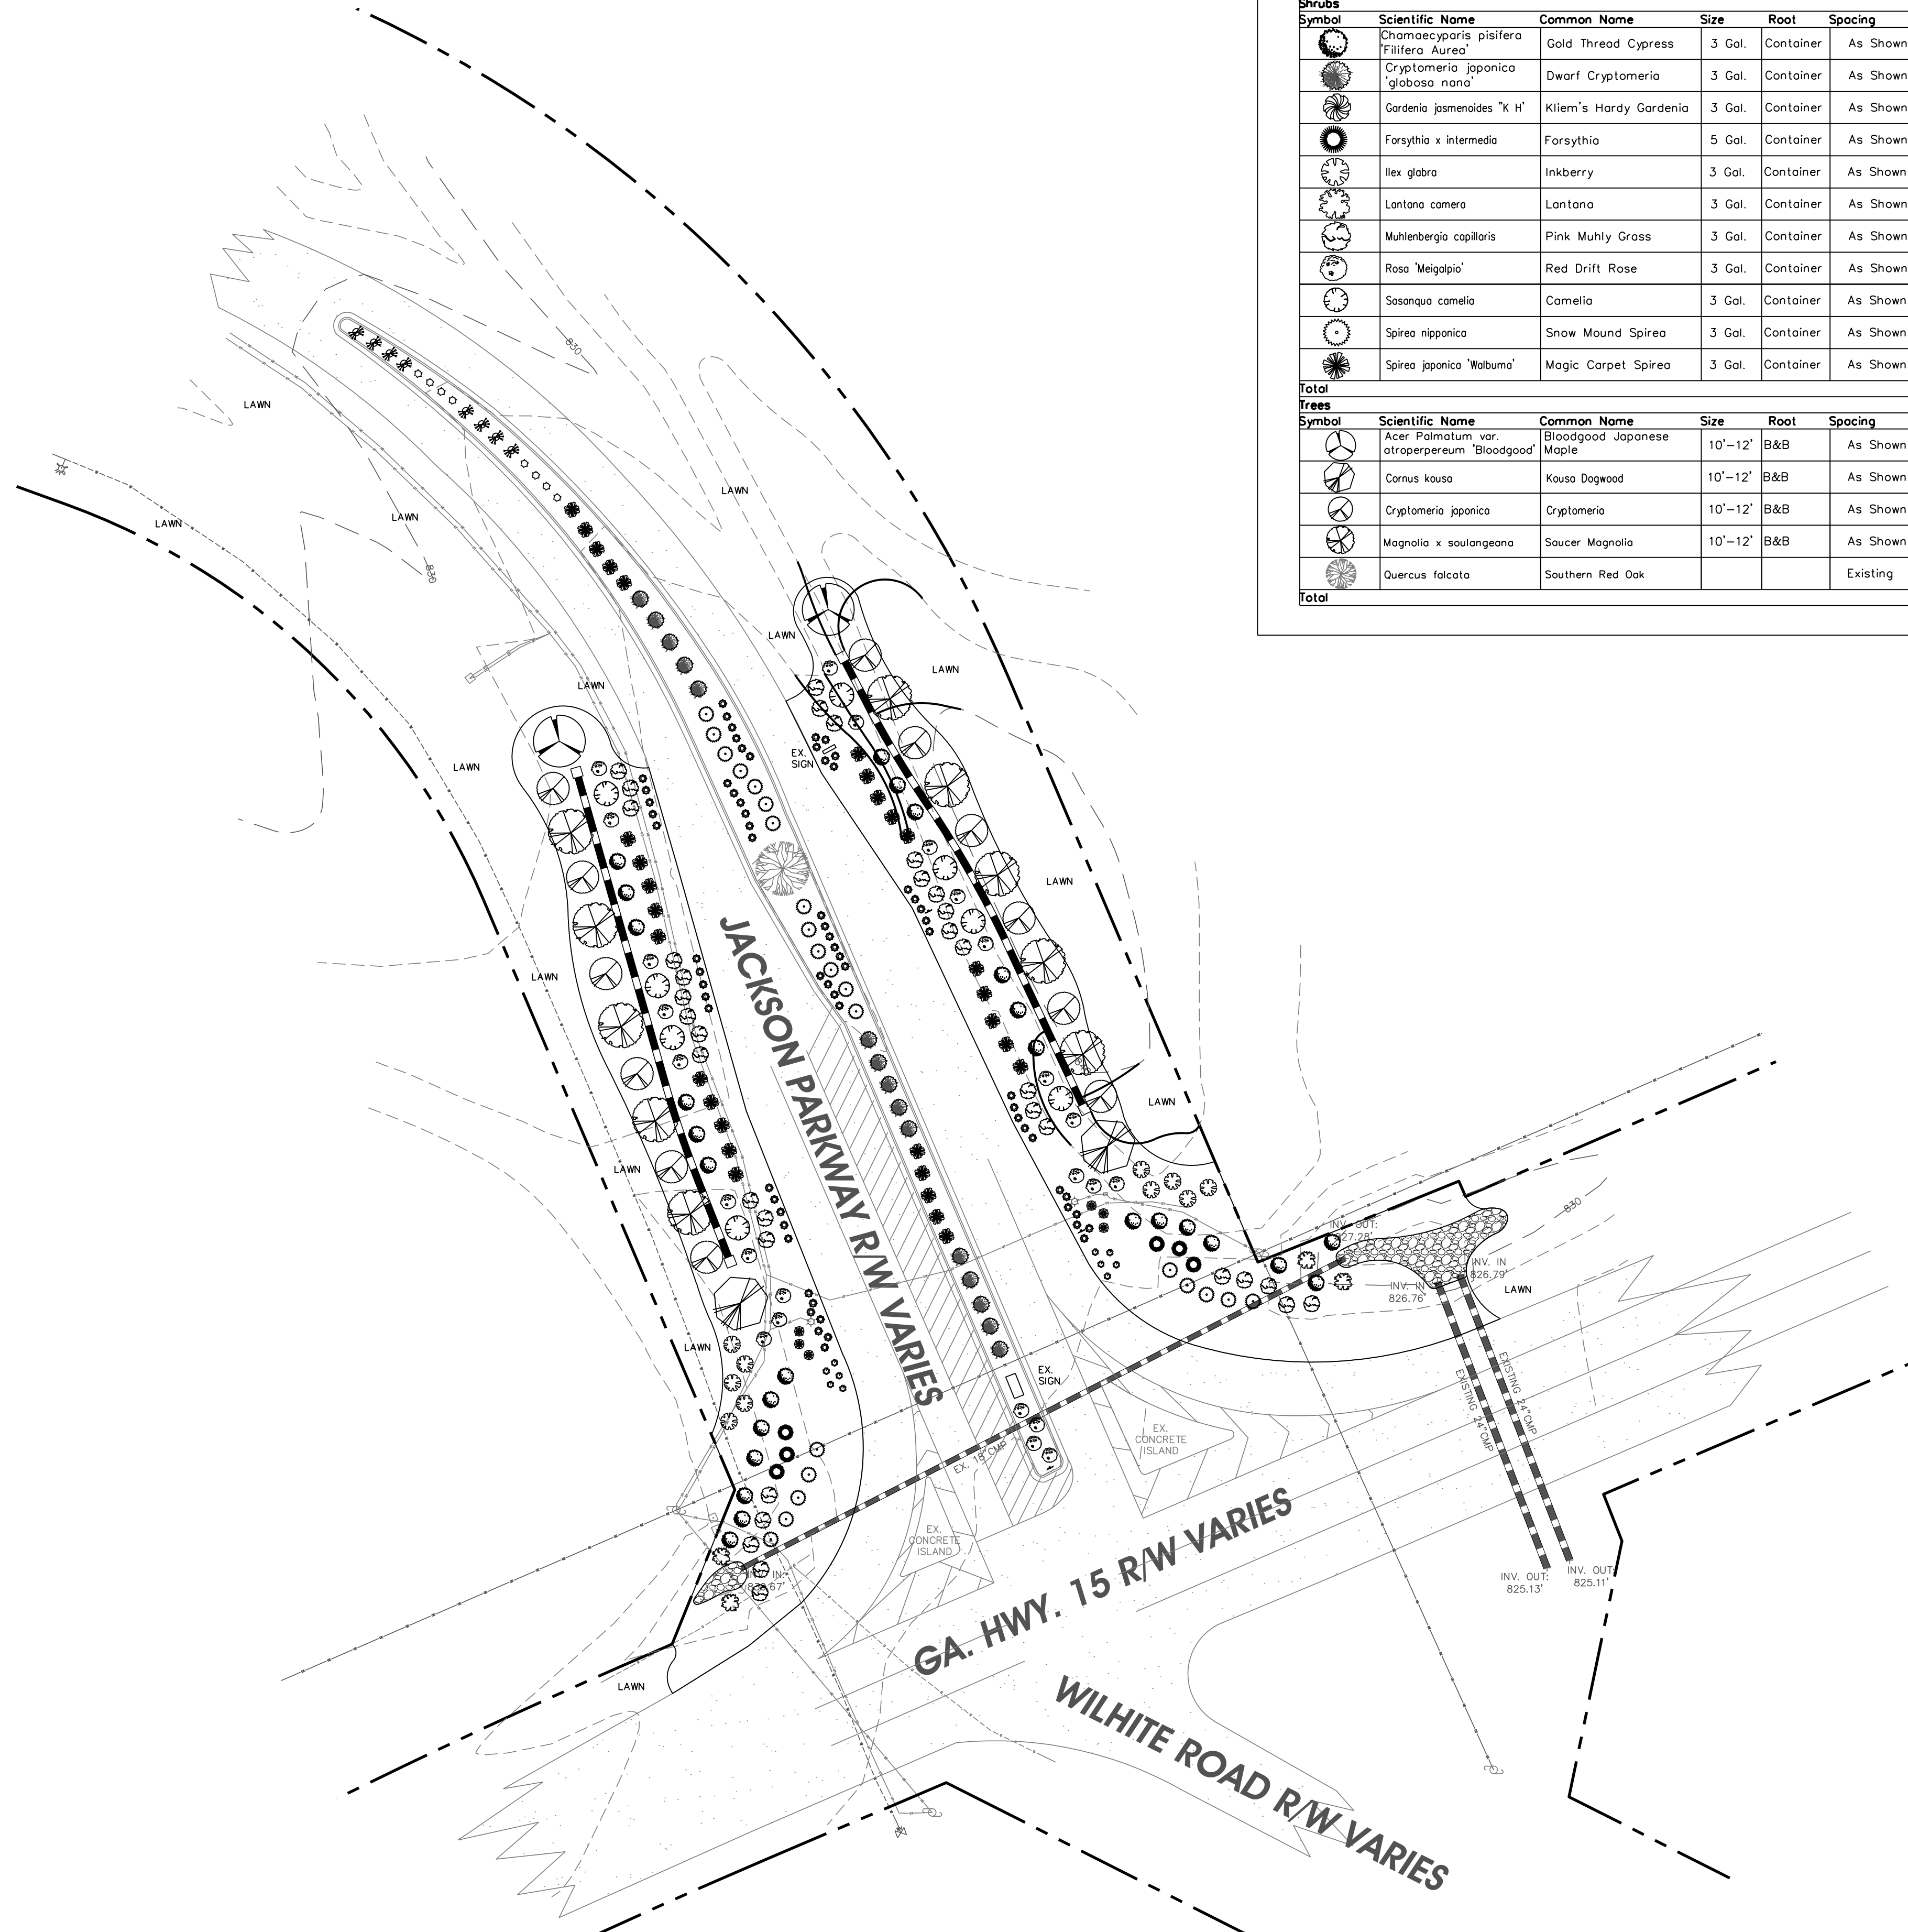 Shrubs
Symbol Scientific Name Common Name Size Root Spacing
Chamaecyparis pisifera
'Filifera Aurea' Gold Thread Cypress 3 Gal. Container As Shown
Cryptomeria japonica
'globosa nana' Dwarf Cryptomeria 3 Gal. Container As Shown
Gardenia jasmenoides "K H' Kliem's Hardy Gardenia 3 Gal. Container As Shown
Forsythia x intermedia Forsythia 5 Gal. Container As Shown
Ilex glabra Inkberry 3 Gal. Container As Shown
Lantana camera Lantana 3 Gal. Container As Shown
Muhlenbergia capillaris Pink Muhly Grass 3 Gal. Container As Shown
Rosa 'Meigalpio' Red Drift Rose 3 Gal. Container As Shown
Sasanqua camelia Camelia 3 Gal. Container As Shown
Spirea nipponica Snow Mound Spirea 3 Gal. Container As Shown
Spirea japonica 'Walbuma' Magic Carpet Spirea 3 Gal. Container As Shown
Total
Trees
Symbol Scientific Name Common Name Size Root Spacing
Acer Palmatum var.
atroperpereum 'Bloodgood' Bloodgood Japanese
Maple 10'-12' B&B As Shown
Cornus kousa Kousa Dogwood 10'-12' B&B As Shown
Cryptomeria japonica Cryptomeria 10'-12' B&B As Shown
Magnolia x soulangeana Saucer Magnolia 10'-12' B&B As Shown
Quercus falcata Southern Red Oak Existing
Total
830
LAWN
LAWN
LAWN
LAWN
830
LAWN
LAWN
LAWN
EX.
SIGN
LAWN
LAWN
LAWN
JACKSON PARKWAY R/W VARIES
LAWN
LAWN
830
INV. OUT:
827.28'
INV. IN
826.79'
INV. IN
826.76'
LAWN
LAWN
EX.
SIGN
EXISTING 24"CMP
EXISTING 24"CMP
EX.
CONCRETE
ISLAND
EX. 18"CMP
EX.
CONCRETE
ISLAND
INV. IN:
GA. HWY. 15 R/W VARIES
INV. OUT:
825.13'
INV. OUT:
825.11'
LAWN
WILHITE ROAD R/W VARIES